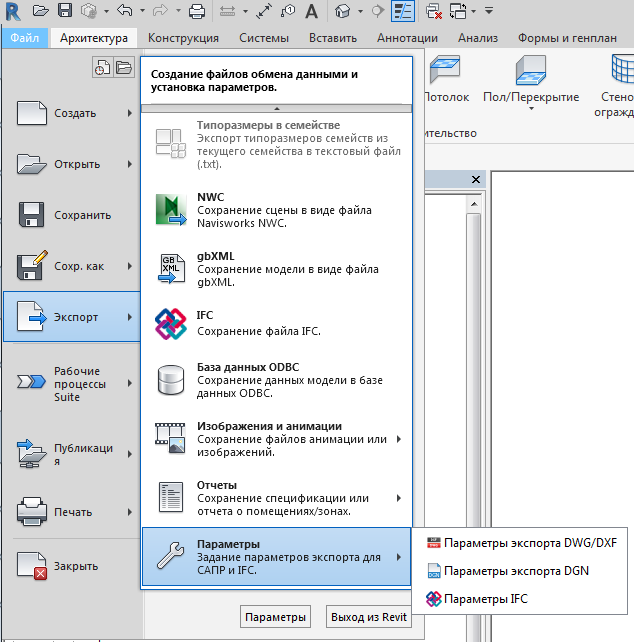 Файл
Архитектура
Конструкция
Системы
Вставить
Аннотации
Анализ
Формы и генплан
Создать
Открыть
Сохранить
Сохр. как
Экспорт
Рабочие
процессы
Suite
Публикаци
я
Печать
Закрыть
Создание файлов обмена данными и
установка параметров.
Типоразмеры в семействе
Экспорт типоразмеров семейств из
текущего семейства в текстовый файл
(.txt).
NWC
Сохранение сцены в виде файла
Navisworks NWC.
GB
XML
gbXML
Сохранение модели в виде файла
gbXML.
IFC
Сохранение файла IFC.
База данных ODBC
Сохранение данных модели в базе
данных ODBC.
Изображения и анимации
Сохранение файлов анимации или
изображений.
Отчеты
Сохранение спецификации или
отчета о помещениях/зонах.
Параметры
Задание параметров экспорта для
САПР и IFC.
Параметры
Выход из Revit
Потолок
Пол/Перекрытие
Стено
огражд
ительство
Параметры экспорта DWG/DXF
DGN
Параметры экспорта DGN
Параметры IFC